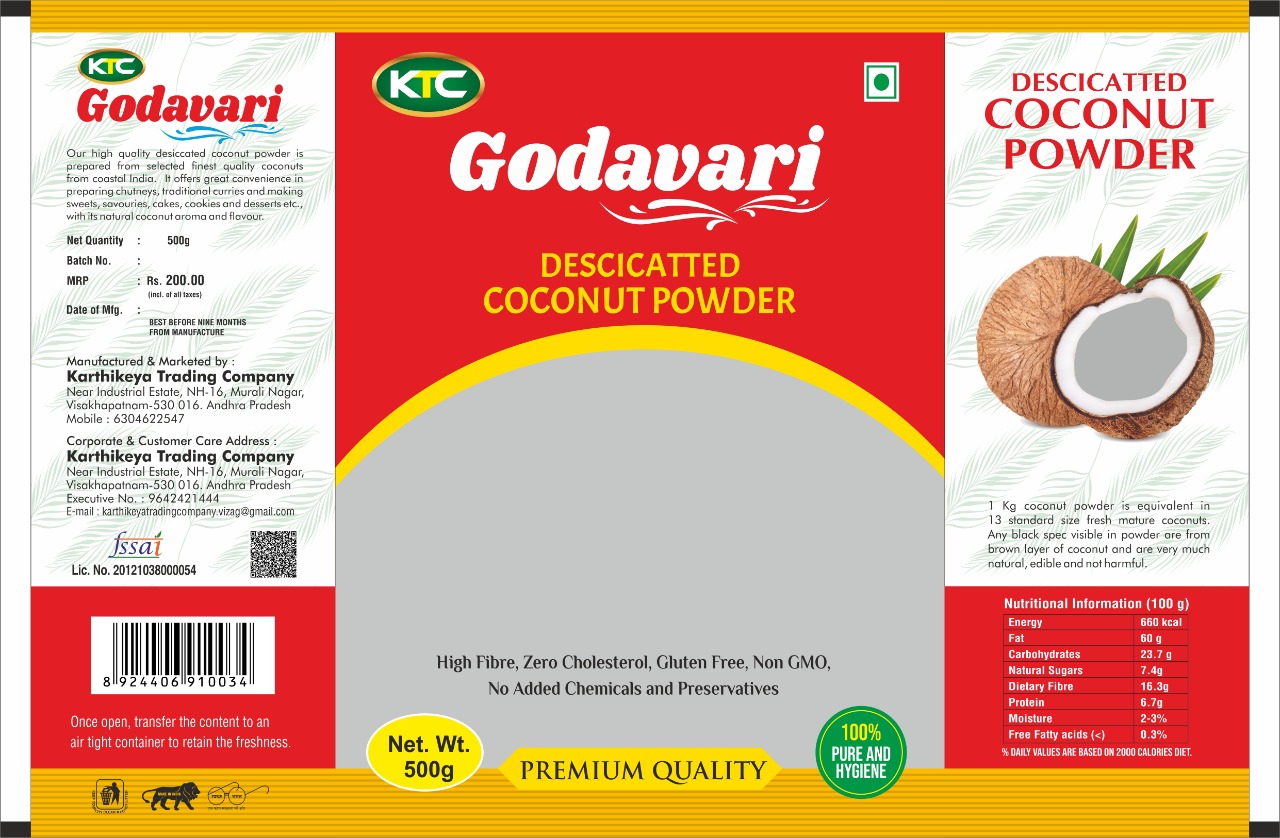 KTC
Godavari
Our high quality desiccated coconut powder is
prepared from selected finest quality coconuts
from coastal India. It offers great convenience in
preparing chutneys, traditional curries and making
sweets, savouries, cakes, cookies and desserts etc.,
with its natural coconut aroma and flavour.
Net Quantity : 500g
Batch No. :
MRP : Rs. 200.00
(incl. of all taxes)
Date of Mfg. :
BEST BEFORE NINE MONTHS
FROM MANUFACTURE
Manufactured & Marketed by :
Karthikeya Trading Company
Near Industrial Estate, NH-16, Murali Nagar,
Visakhapatnam-530 016. Andhra Pradesh
Mobile : 6304622547
Corporate & Customer Care Address :
Karthikeya Trading Company
Near Industrial Estate, NH-16, Murali Nagar,
Visakhapatnam-530 016. Andhra Pradesh
Executive No. : 9642421444
E-mail : karthikeyatradingcompany.vizag@gmail.com
fssai
Lic. No. 20121038000054
8 924406 910034
Once open, transfer the content to an
air tight container to retain the freshness.
MAKE IN INDIA
KTC
Godavari
DESCICATTED
COCONUT POWDER
High Fibre, Zero Cholesterol, Gluten Free, Non GMO,
No Added Chemicals and Preservatives
Net. Wt.
500g
PREMIUM QUALITY
100%
PURE AND
HYGIENE
DESCICATTED
COCONUT
POWDER
1 Kg coconut powder is equivalent in
13 standard size fresh mature coconuts.
Any black spec visible in powder are from
brown layer of coconut and are very much
natural, edible and not harmful.
Nutritional Information (100 g)
Energy 660 kcal
Fat 60 g
Carbohydrates 23.7 g
Natural Sugars 7.4g
Dietary Fibre 16.3g
Protein 6.7g
Moisture 2-3%
Free Fatty acids (<) 0.3%
% DAILY VALUES ARE BASED ON 2000 CALORIES DIET.